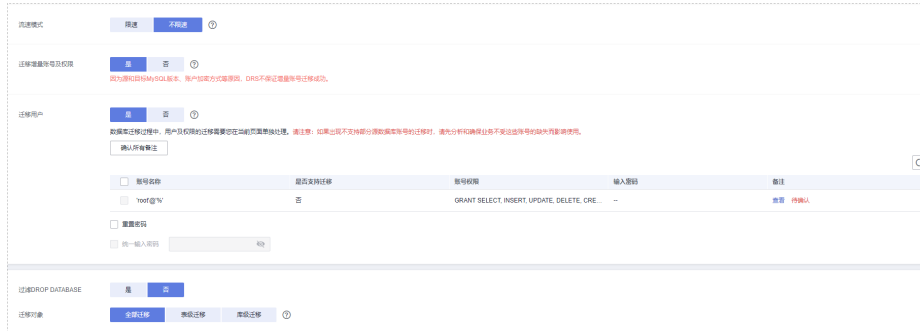 流速模式 限速 不限速
迁移增量账号及权限 是 否
因为源和目标MySQL版本、账户加密方式等原因，DRS不保证增量账号迁移成功。
迁移用户 是 否
数据库迁移过程中，用户及权限的迁移需要您在当前页面单独处理。请注意：如果出现不支持部分源数据库账号的迁移时，请先分析和确保业务不受这些账号的缺失而影响使用。
确认所有备注
账号名称 是否支持迁移 账号权限 输入密码 备注
'root'@'%' 否 GRANT SELECT, INSERT, UPDATE, DELETE, CRE... -- 查看 待确认
重置密码
统一输入密码
过滤DROP DATABASE 是 否
迁移对象 全部迁移 表级迁移 库级迁移